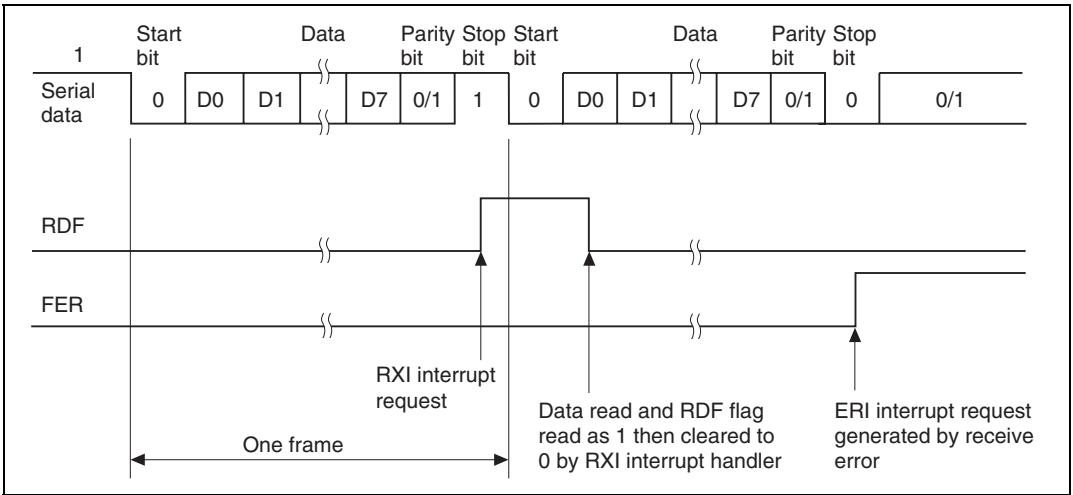 Start Data Parity Stop Start Data Parity Stop
1 bit bit bit bit bit bit
Serial data 0 D0 D1 D7 0/1 1 0 D0 D1 D7 0/1 0 0/1
RDF
FER
RXI interrupt
request
Data read and RDF flag
read as 1 then cleared to
0 by RXI interrupt handler
ERI interrupt request
generated by receive
error
One frame